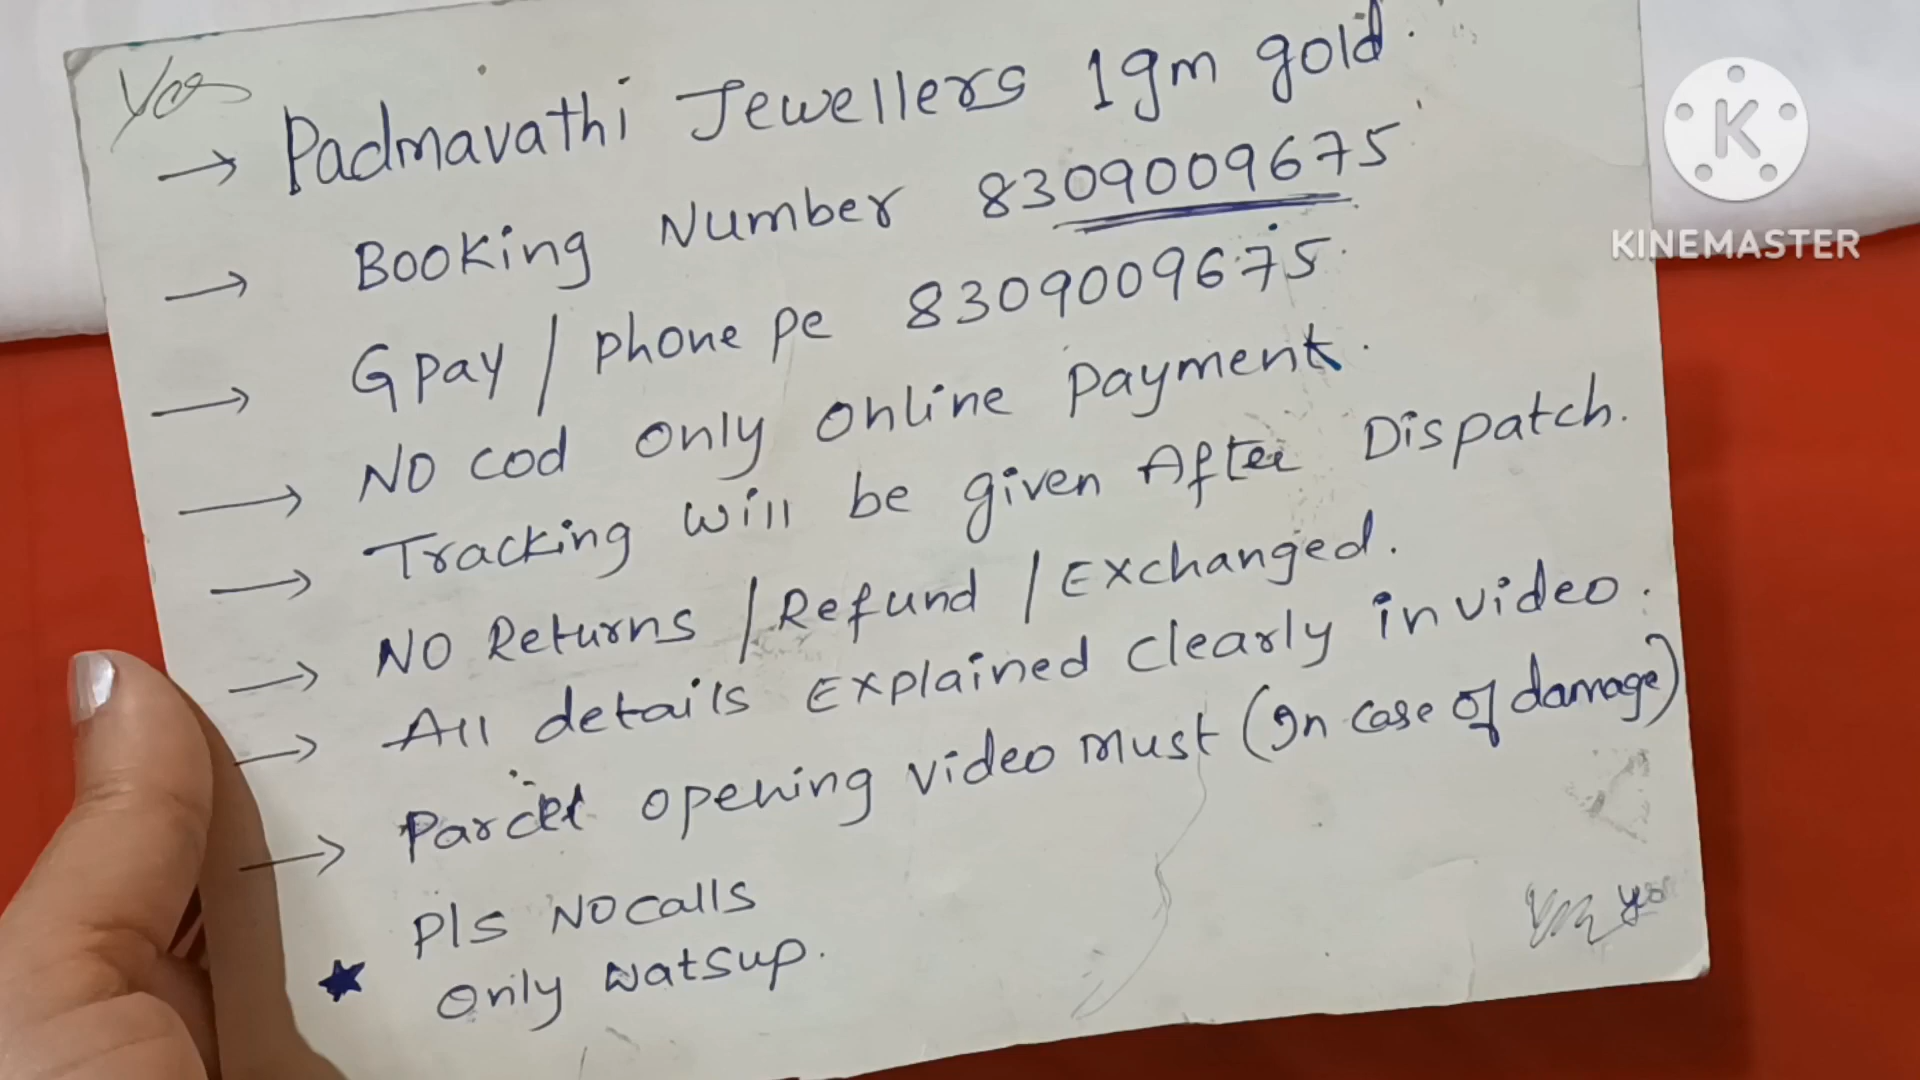 Yes
→ Padmavathi Jewellers 1gm gold.
→ Booking Number 8309009675
→ Gpay / Phone pe 8309009675.
→ NO cod only online payment.
→ Tracking will be given After Dispatch.
→ NO Returns / Refund / Exchanged.
→ All details Explained clearly in video.
→ Parcel opening video must (In case of damage)
Pls NO calls
★ only watsup.
K
KINEMASTER